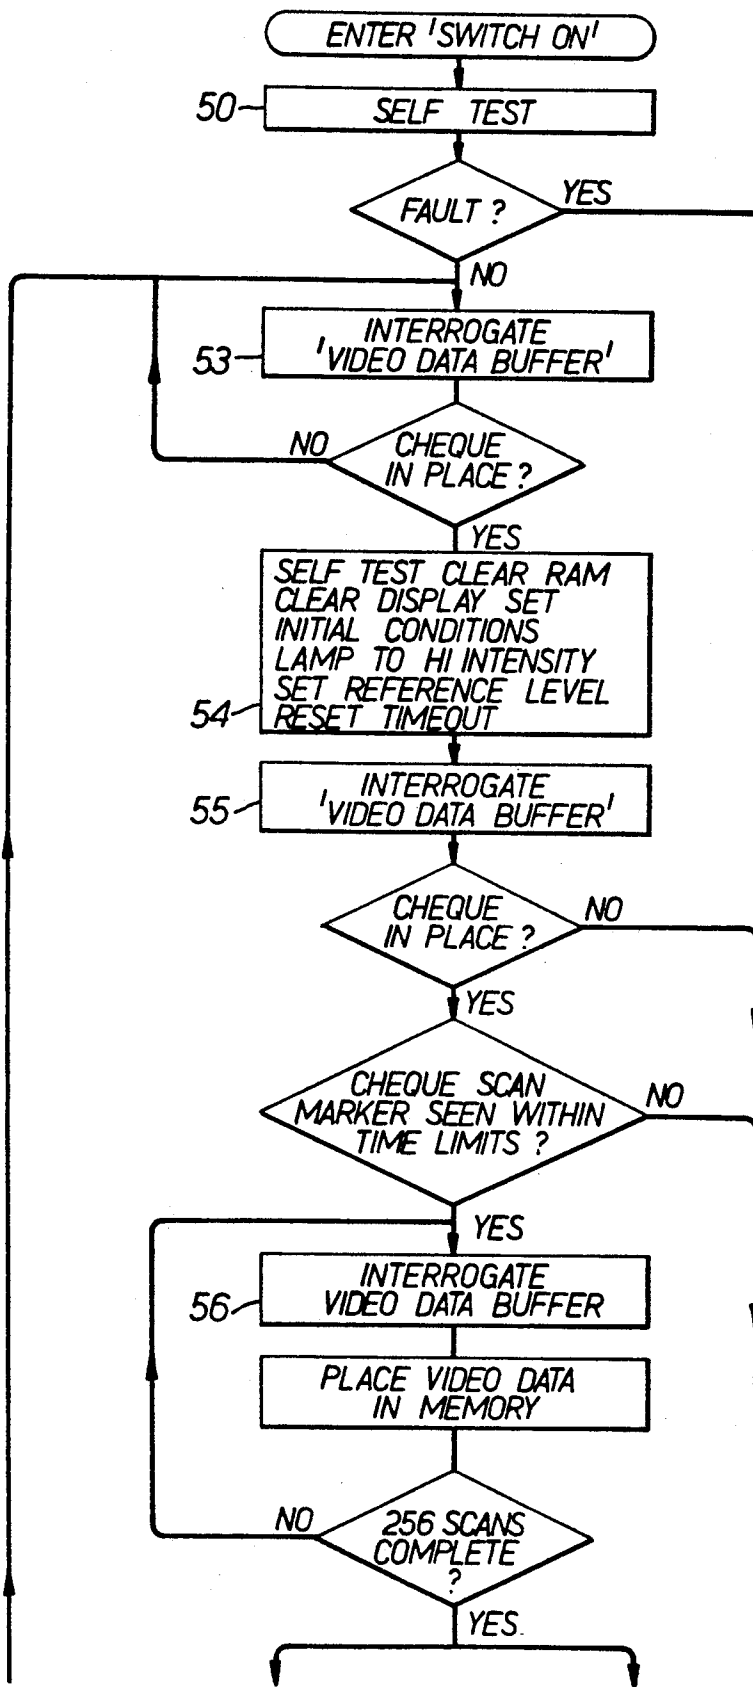 ENTER 'SWITCH ON'
50
SELF TEST
FAULT ?
YES
NO
53
INTERROGATE
'VIDEO DATA BUFFER'
NO
CHEQUE
IN PLACE ?
YES
54
SELF TEST CLEAR RAM
CLEAR DISPLAY SET
INITIAL CONDITIONS
LAMP TO HI INTENSITY
SET REFERENCE LEVEL
RESET TIMEOUT
55
INTERROGATE
'VIDEO DATA BUFFER'
CHEQUE
IN PLACE ?
NO
YES
CHEQUE SCAN
MARKER SEEN WITHIN
TIME LIMITS ?
NO
YES
56
INTERROGATE
VIDEO DATA BUFFER
PLACE VIDEO DATA
IN MEMORY
NO
256 SCANS
COMPLETE
?
YES.